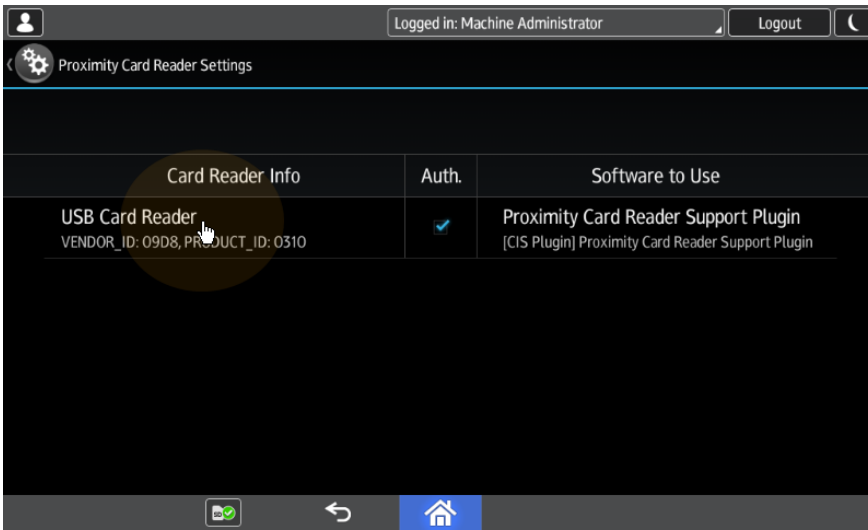 Logged in: Machine Administrator
Logout
Proximity Card Reader Settings
Card Reader Info
Auth.
Software to Use
USB Card Reader
Proximity Card Reader Support Plugin
VENDOR_ID: 09D8, PRODUCT_ID: 0310
[CIS Plugin] Proximity Card Reader Support Plugin
SD